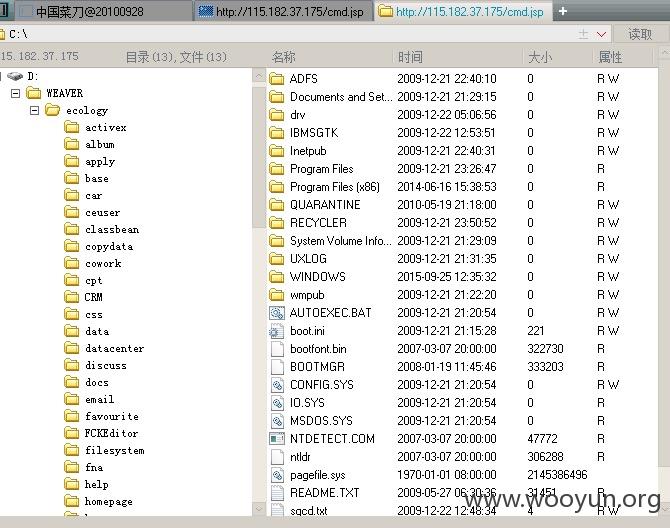 中国菜刀@20100928 http://115.182.37.175/cmd.jsp http://115.182.37.175/cmd.jsp +
C:\ 读取
15.182.37.175 目录(13),文件(13) 名称 时间 大小 属性
D:
WEAVER
ecology
activex
album
apply
base
car
ceuser
classbean
copydata
cowork
cpt
CRM
css
data
datacenter
discuss
docs
email
favourite
FCKEditor
filesystem
fna
help
homepage
ADFS 2009-12-21 22:40:10 0 R W
Documents and Set... 2009-12-21 21:29:15 0 R W
drv 2009-12-22 05:06:56 0 R W
IBMSGTK 2009-12-22 12:53:51 0 R W
Inetpub 2009-12-21 22:40:31 0 R W
Program Files 2009-12-21 23:26:47 0 R
Program Files (x86) 2014-06-16 15:38:53 0 R
QUARANTINE 2010-05-19 21:18:00 0 R W
RECYCLER 2009-12-21 23:50:52 0 R W
System Volume Info... 2009-12-21 21:29:09 0 R W
UXLOG 2009-12-21 21:31:35 0 R W
WINDOWS 2015-09-25 12:35:32 0 R W
wmpub 2009-12-21 21:22:20 0 R W
AUTOEXEC.BAT 2009-12-21 21:20:54 0 R W
boot.ini 2009-12-21 21:15:28 221 R W
bootfont.bin 2007-03-07 20:00:00 322730 R
BOOTMGR 2008-01-19 11:45:46 333203 R
CONFIG.SYS 2009-12-21 21:20:54 0 R W
IO.SYS 2009-12-21 21:20:54 0 R
MSDOS.SYS 2009-12-21 21:20:54 0 R
NTDETECT.COM 2007-03-07 20:00:00 47772 R
ntldr 2007-03-07 20:00:00 306288 R
pagefile.sys 1970-01-01 08:00:00 2145386496
README.TXT 2009-05-27 06:30:36 31451 R
sgcd.txt 2009-12-22 12:48:34 4 R W
www.wooyun.org